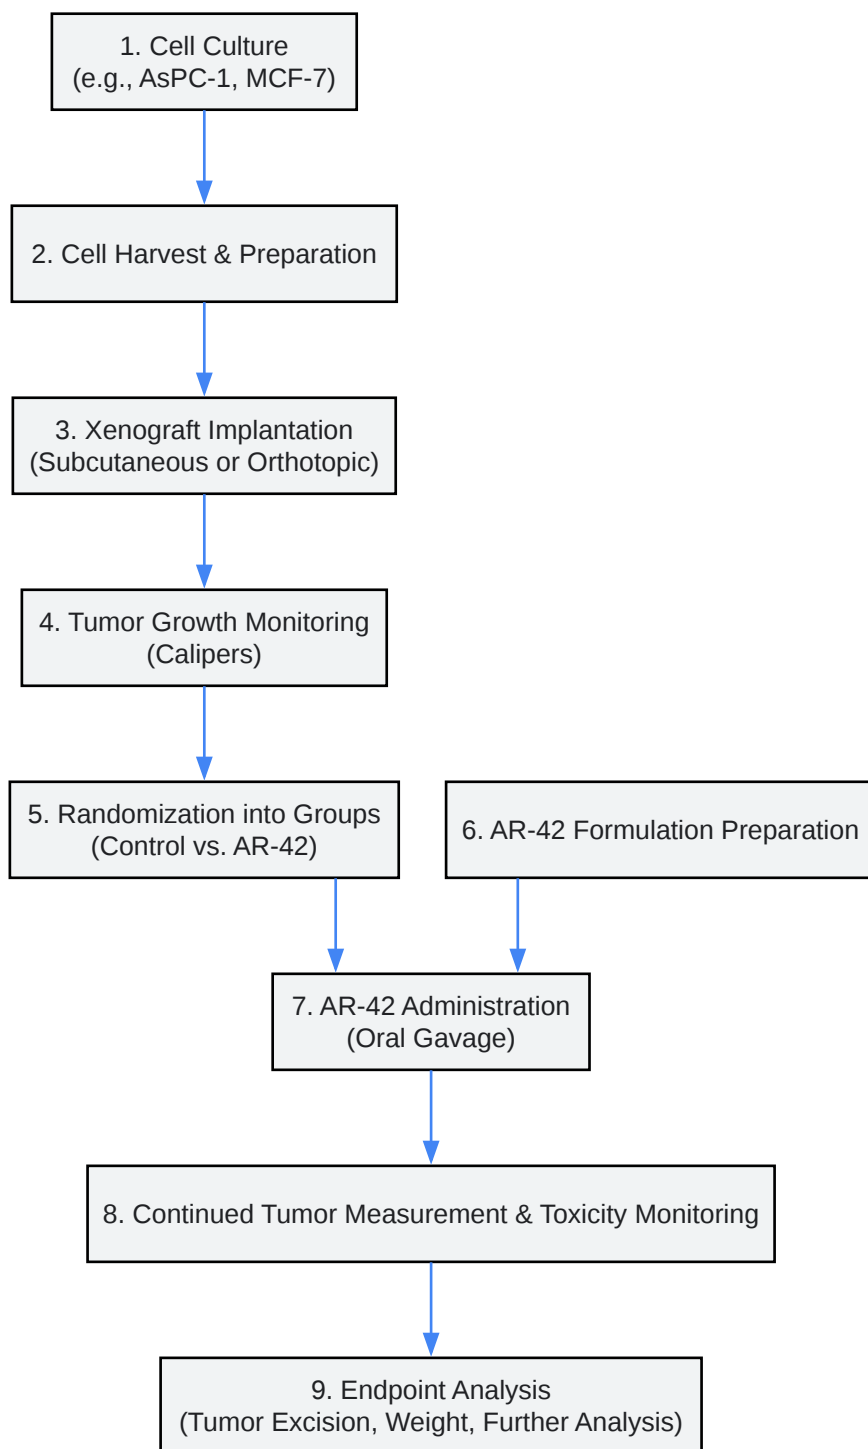 1. Cell Culture
(e.g., AsPC-1, MCF-7)
2. Cell Harvest & Preparation
3. Xenograft Implantation
(Subcutaneous or Orthotopic)
4. Tumor Growth Monitoring
(Calipers)
5. Randomization into Groups
(Control vs. AR-42)
6. AR-42 Formulation Preparation
7. AR-42 Administration
(Oral Gavage)
8. Continued Tumor Measurement & Toxicity Monitoring
9. Endpoint Analysis
(Tumor Excision, Weight, Further Analysis)